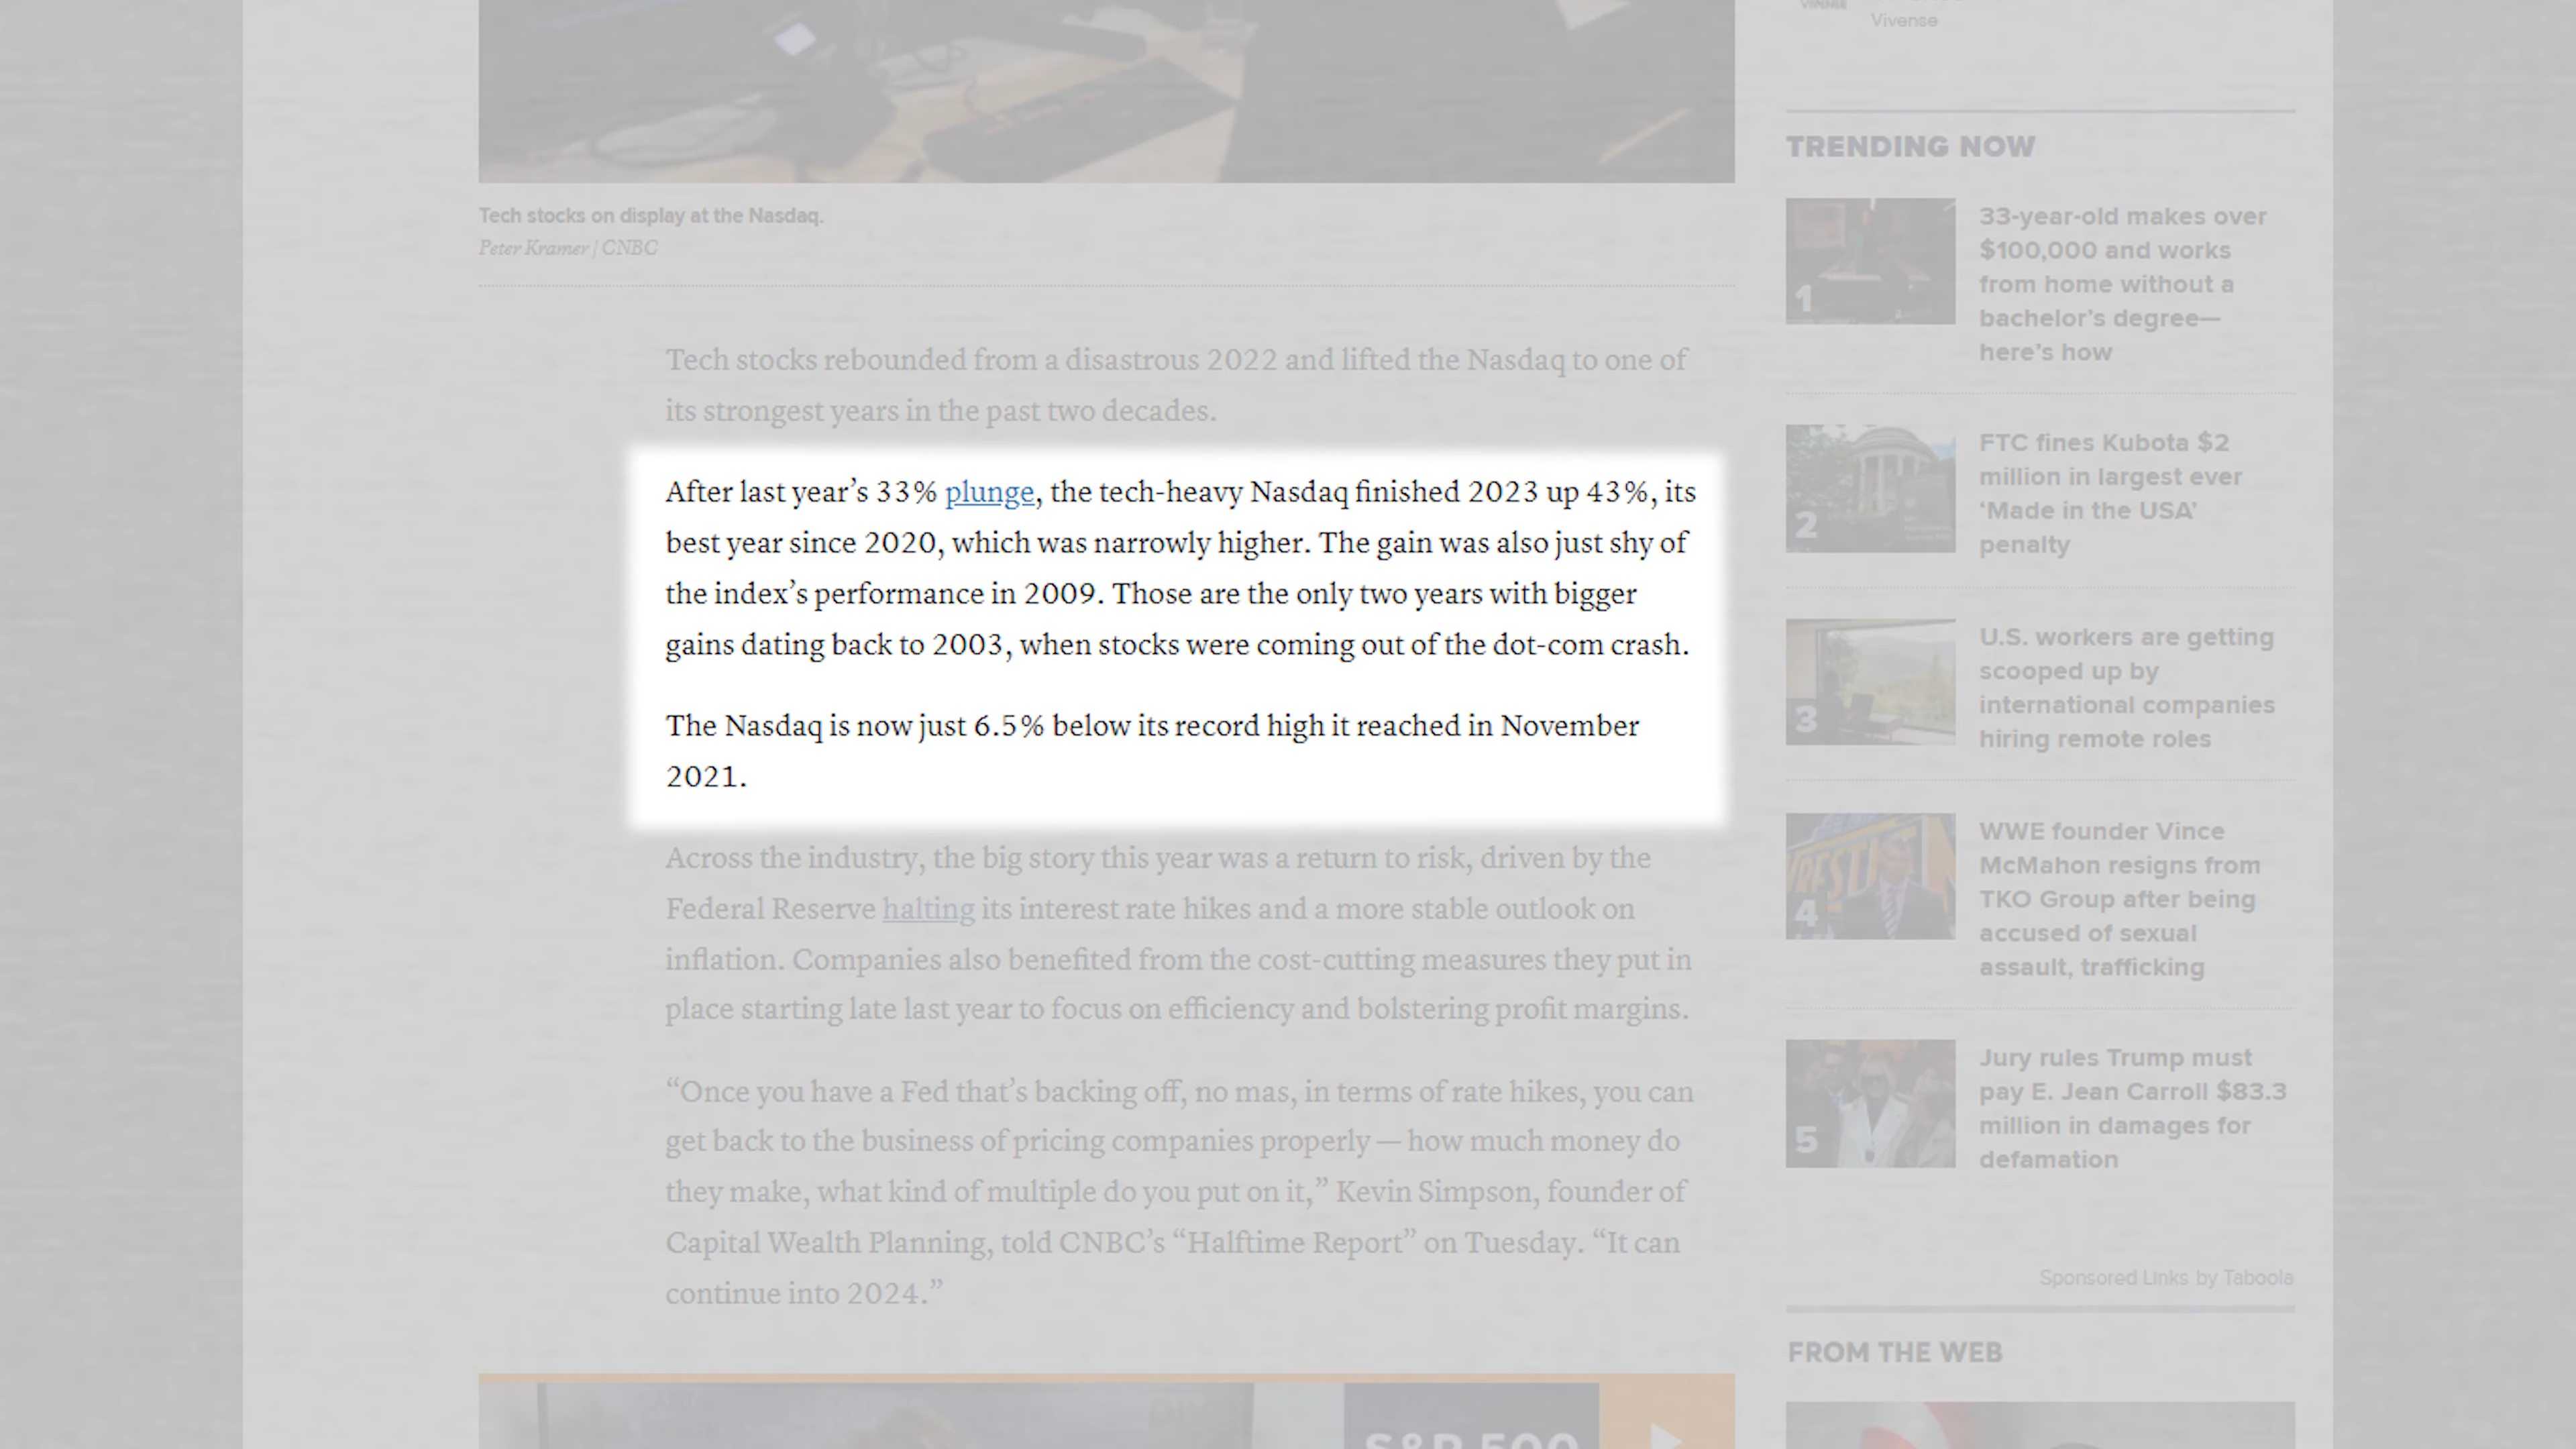 Vivense
TRENDING NOW
Tech stocks on display at the Nasdaq.
Peter Kramer | CNBC
Tech stocks rebounded from a disastrous 2022 and lifted the Nasdaq to one of
its strongest years in the past two decades.
After last year’s 33% plunge, the tech-heavy Nasdaq finished 2023 up 43%, its
best year since 2020, which was narrowly higher. The gain was also just shy of
the index’s performance in 2009. Those are the only two years with bigger
gains dating back to 2003, when stocks were coming out of the dot-com crash.
The Nasdaq is now just 6.5% below its record high it reached in November
2021.
Across the industry, the big story this year was a return to risk, driven by the
Federal Reserve halting its interest rate hikes and a more stable outlook on
inflation. Companies also benefited from the cost-cutting measures they put in
place starting late last year to focus on efficiency and bolstering profit margins.
“Once you have a Fed that’s backing off, no mas, in terms of rate hikes, you can
get back to the business of pricing companies properly — how much money do
they make, what kind of multiple do you put on it,” Kevin Simpson, founder of
Capital Wealth Planning, told CNBC’s “Halftime Report” on Tuesday. “It can
continue into 2024.”
S&P 500
1
33-year-old makes over
$100,000 and works
from home without a
bachelor’s degree—
here’s how
2
FTC fines Kubota $2
million in largest ever
‘Made in the USA’
penalty
3
U.S. workers are getting
scooped up by
international companies
hiring remote roles
4
WWE founder Vince
McMahon resigns from
TKO Group after being
accused of sexual
assault, trafficking
5
Jury rules Trump must
pay E. Jean Carroll $83.3
million in damages for
defamation
Sponsored Links by Taboola
FROM THE WEB